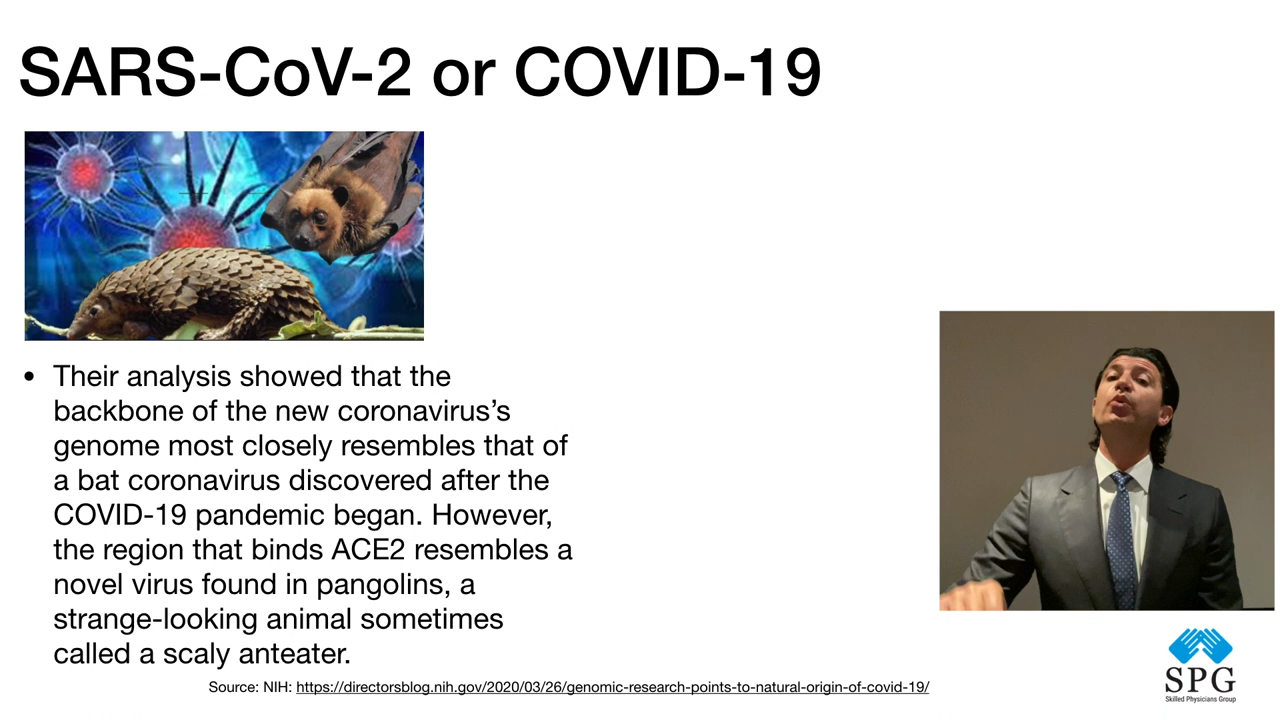 SARS-CoV-2 or COVID-19
• Their analysis showed that the
backbone of the new coronavirus’s
genome most closely resembles that of
a bat coronavirus discovered after the
COVID-19 pandemic began. However,
the region that binds ACE2 resembles a
novel virus found in pangolins, a
strange-looking animal sometimes
called a scaly anteater.
Source: NIH: https://directorsblog.nih.gov/2020/03/26/genomic-research-points-to-natural-origin-of-covid-19/
SPG
Skilled Physicians Group